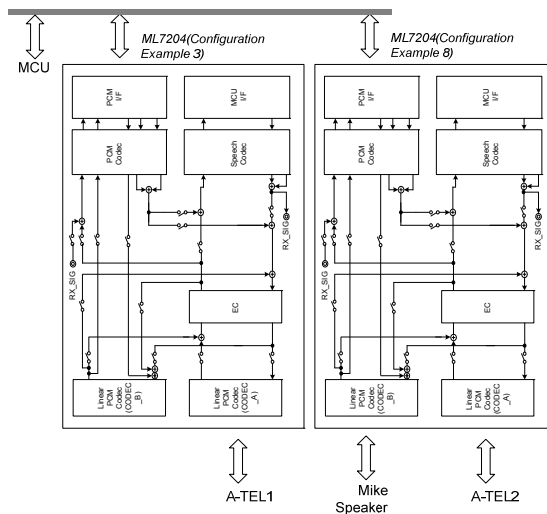 ML7204(Configuration
Example 3)
ML7204(Configuration
Example 8)
MCU
PCM
I/F
MCU
I/F
PCM
I/F
MCU
I/F
PCM
Codec
Speech
Codec
PCM
Codec
Speech
Codec
RX_SIG
RX_SIG
RX_SIG
RX_SIG
EC
EC
Linear
PCM
Codec
(CODEC
_B)
Linear
PCM
Codec
(CODEC
_A)
Linear
PCM
Codec
(CODEC
_B)
Linear
PCM
Codec
(CODEC
_A)
A-TEL1
Mike
Speaker
A-TEL2